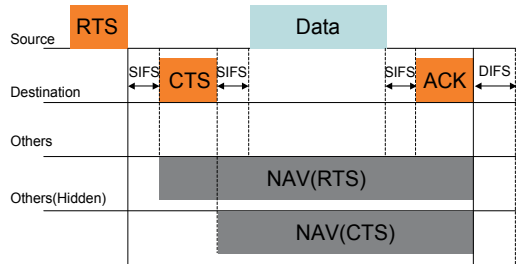 RTS
Data
Source
SIFS
SIFS
SIFS
DIFS
CTS
ACK
Destination
Others
NAV(RTS)
Others(Hidden)
NAV(CTS)